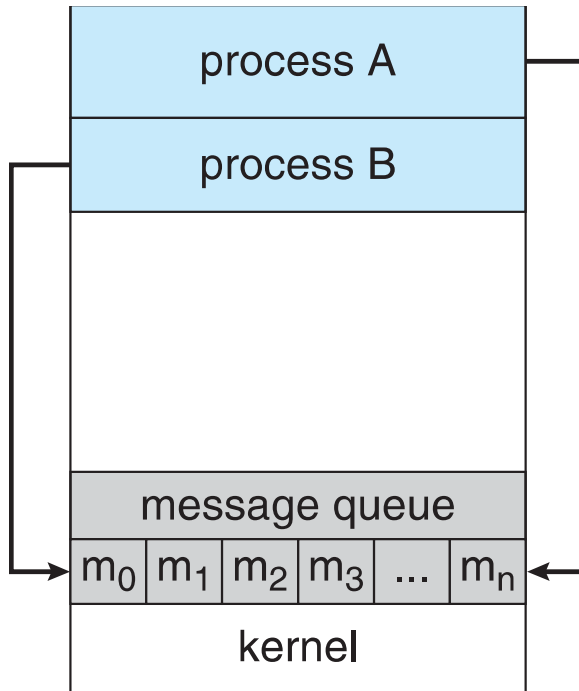 process A
process B
message queue
m₀ m₁ m₂ m₃ ... mₙ
kernel